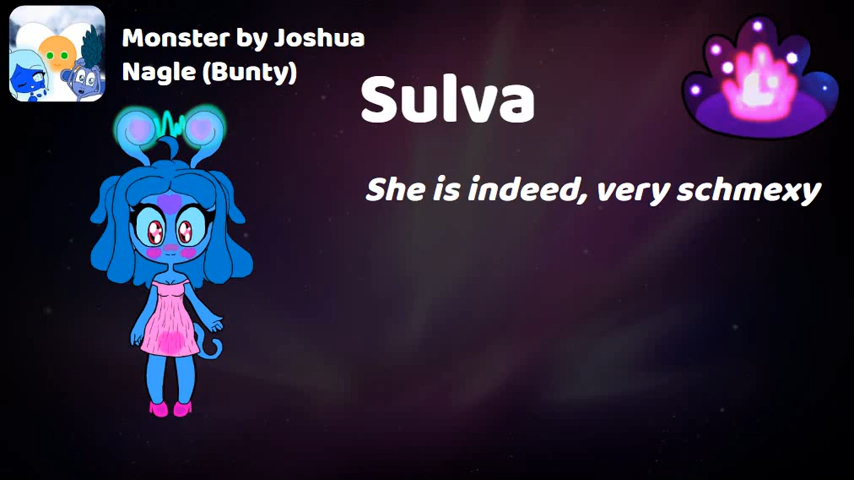 Monster by Joshua
Nagle (Bunty)
Sulva
She is indeed, very schmexy